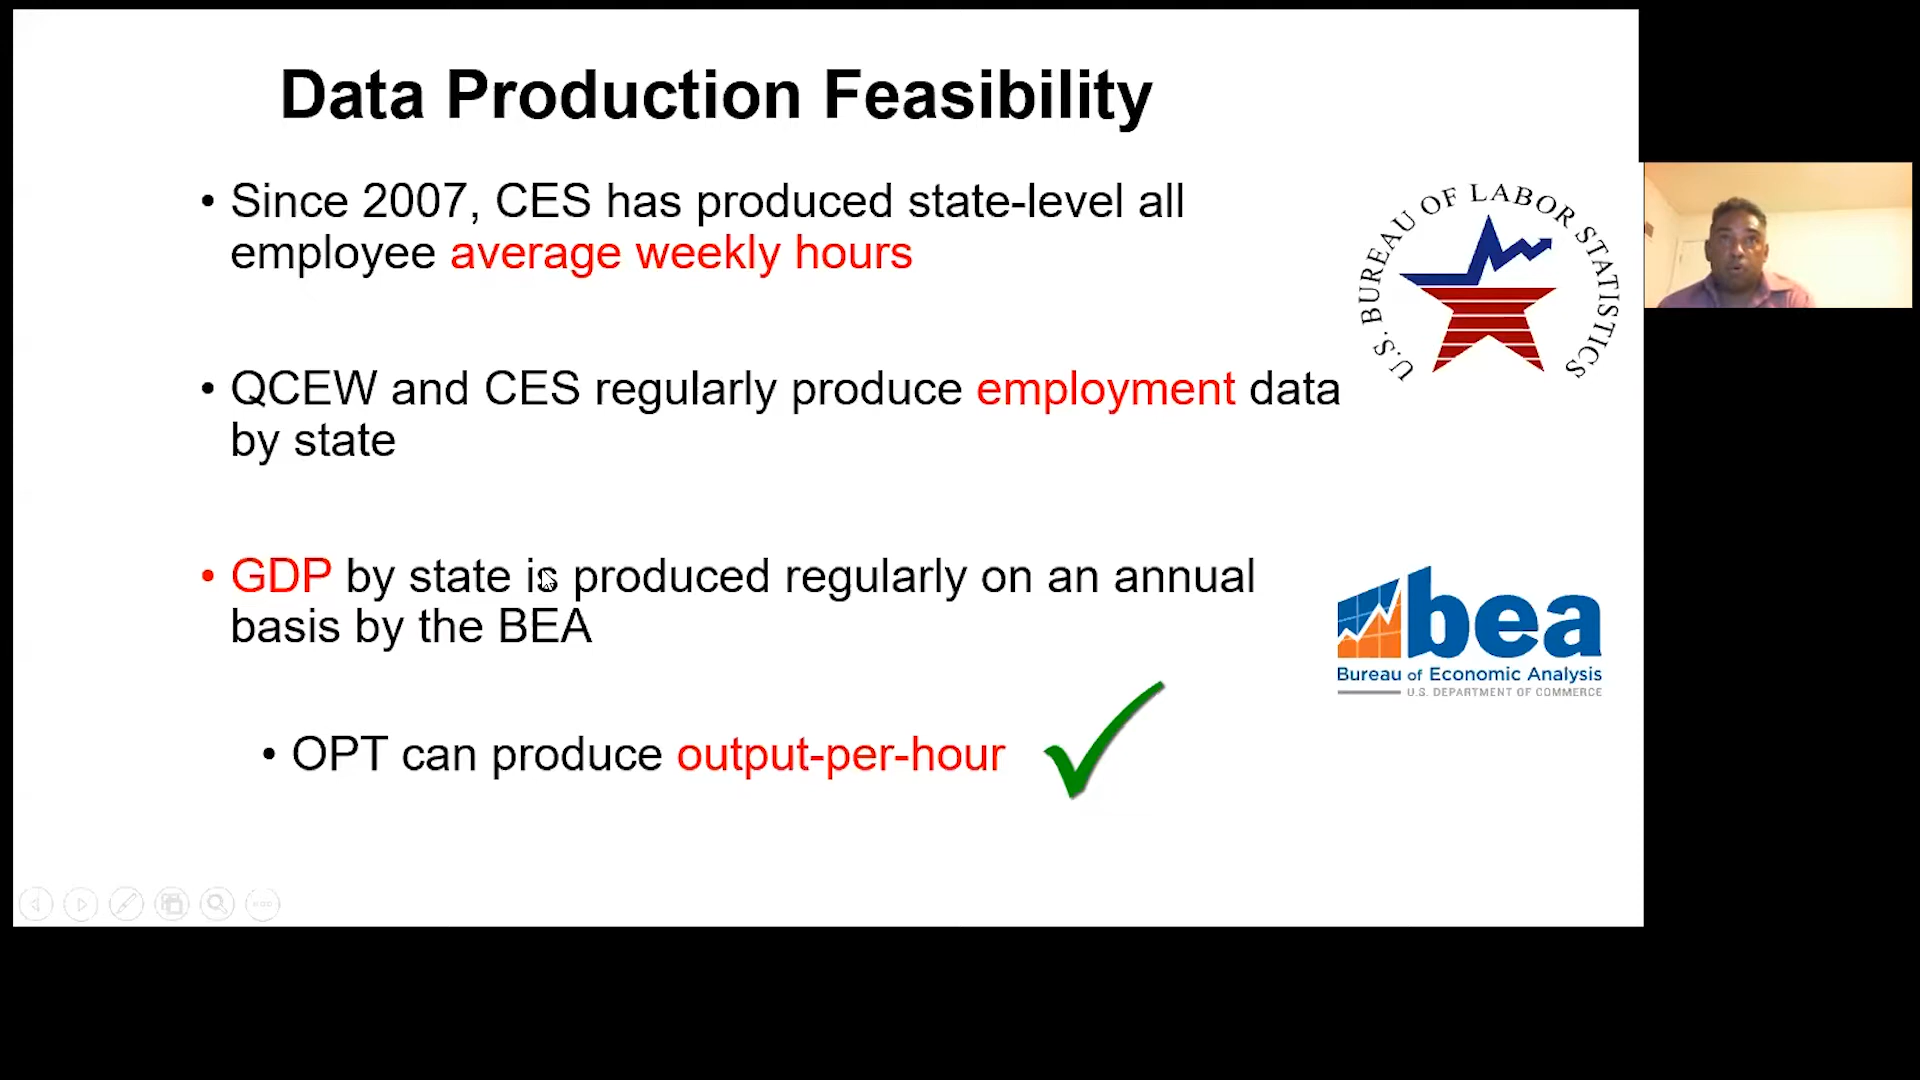 Data Production Feasibility
• Since 2007, CES has produced state-level all
employee average weekly hours
U.S. BUREAU OF LABOR STATISTICS
• QCEW and CES regularly produce employment data
by state
• GDP by state is produced regularly on an annual
basis by the BEA
bea
Bureau of Economic Analysis
U.S. DEPARTMENT OF COMMERCE
• OPT can produce output-per-hour